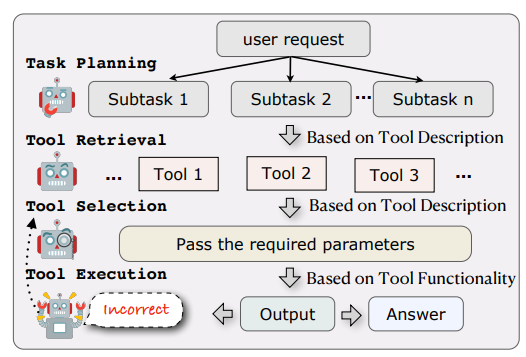 user request
Task Planning
Subtask 1
Subtask 2
...
Subtask n
Based on Tool Description
Tool Retrieval
...
Tool 1
Tool 2
Tool 3
...
Based on Tool Description
Tool Selection
Pass the required parameters
Tool Execution
Based on Tool Functionality
Incorrect
Output
Answer